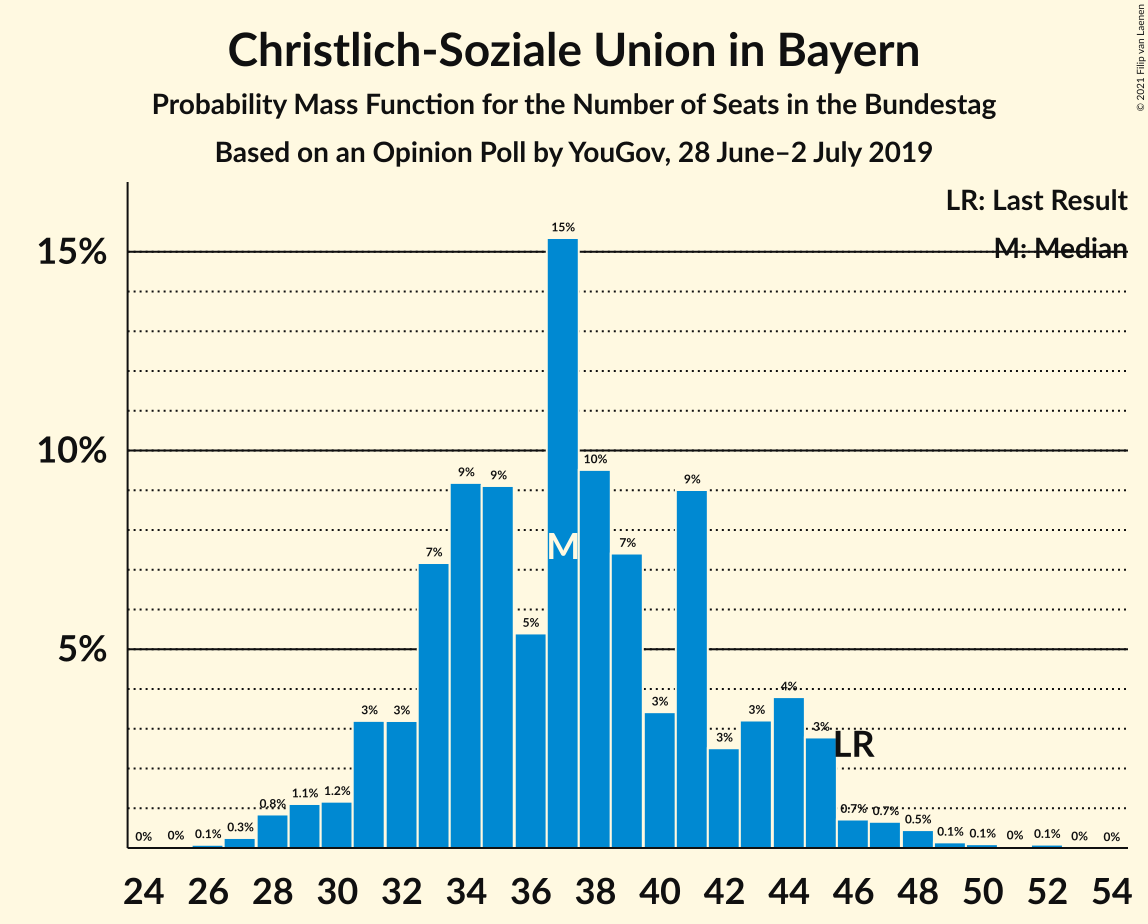 © 2021 Filip van Laenen
Christlich-Soziale Union in Bayern
Probability Mass Function for the Number of Seats in the Bundestag
Based on an Opinion Poll by YouGov, 28 June–2 July 2019
LR: Last Result
M: Median
15%
10%
5%
0% 0% 0.1% 0.3% 0.8% 1.1% 1.2% 3% 3% 7% 9% 9% 5% 15% 10% 7% 3% 9% 3% 3% 4% 3% 0.7% 0.7% 0.5% 0.1% 0.1% 0% 0.1% 0% 0%
M
LR
24 26 28 30 32 34 36 38 40 42 44 46 48 50 52 54